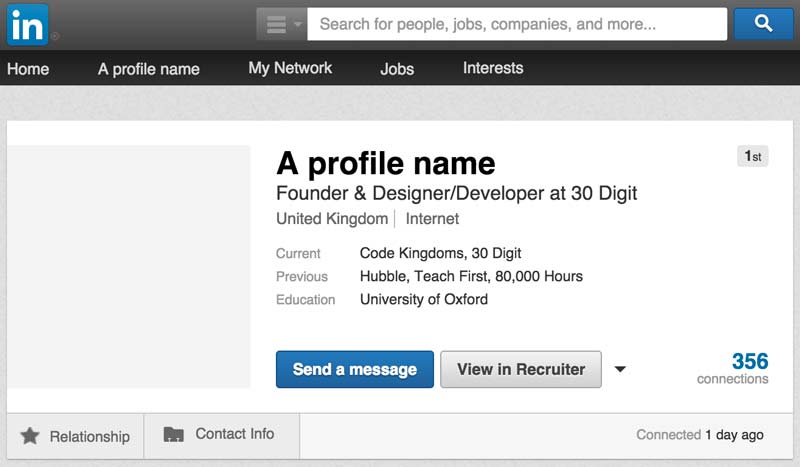 in ®
Search for people, jobs, companies, and more...
Home A profile name My Network Jobs Interests
A profile name
1st
Founder & Designer/Developer at 30 Digit
United Kingdom Internet
Current Code Kingdoms, 30 Digit
Previous Hubble, Teach First, 80,000 Hours
Education University of Oxford
Send a message View in Recruiter
356
connections
Relationship Contact Info Connected 1 day ago